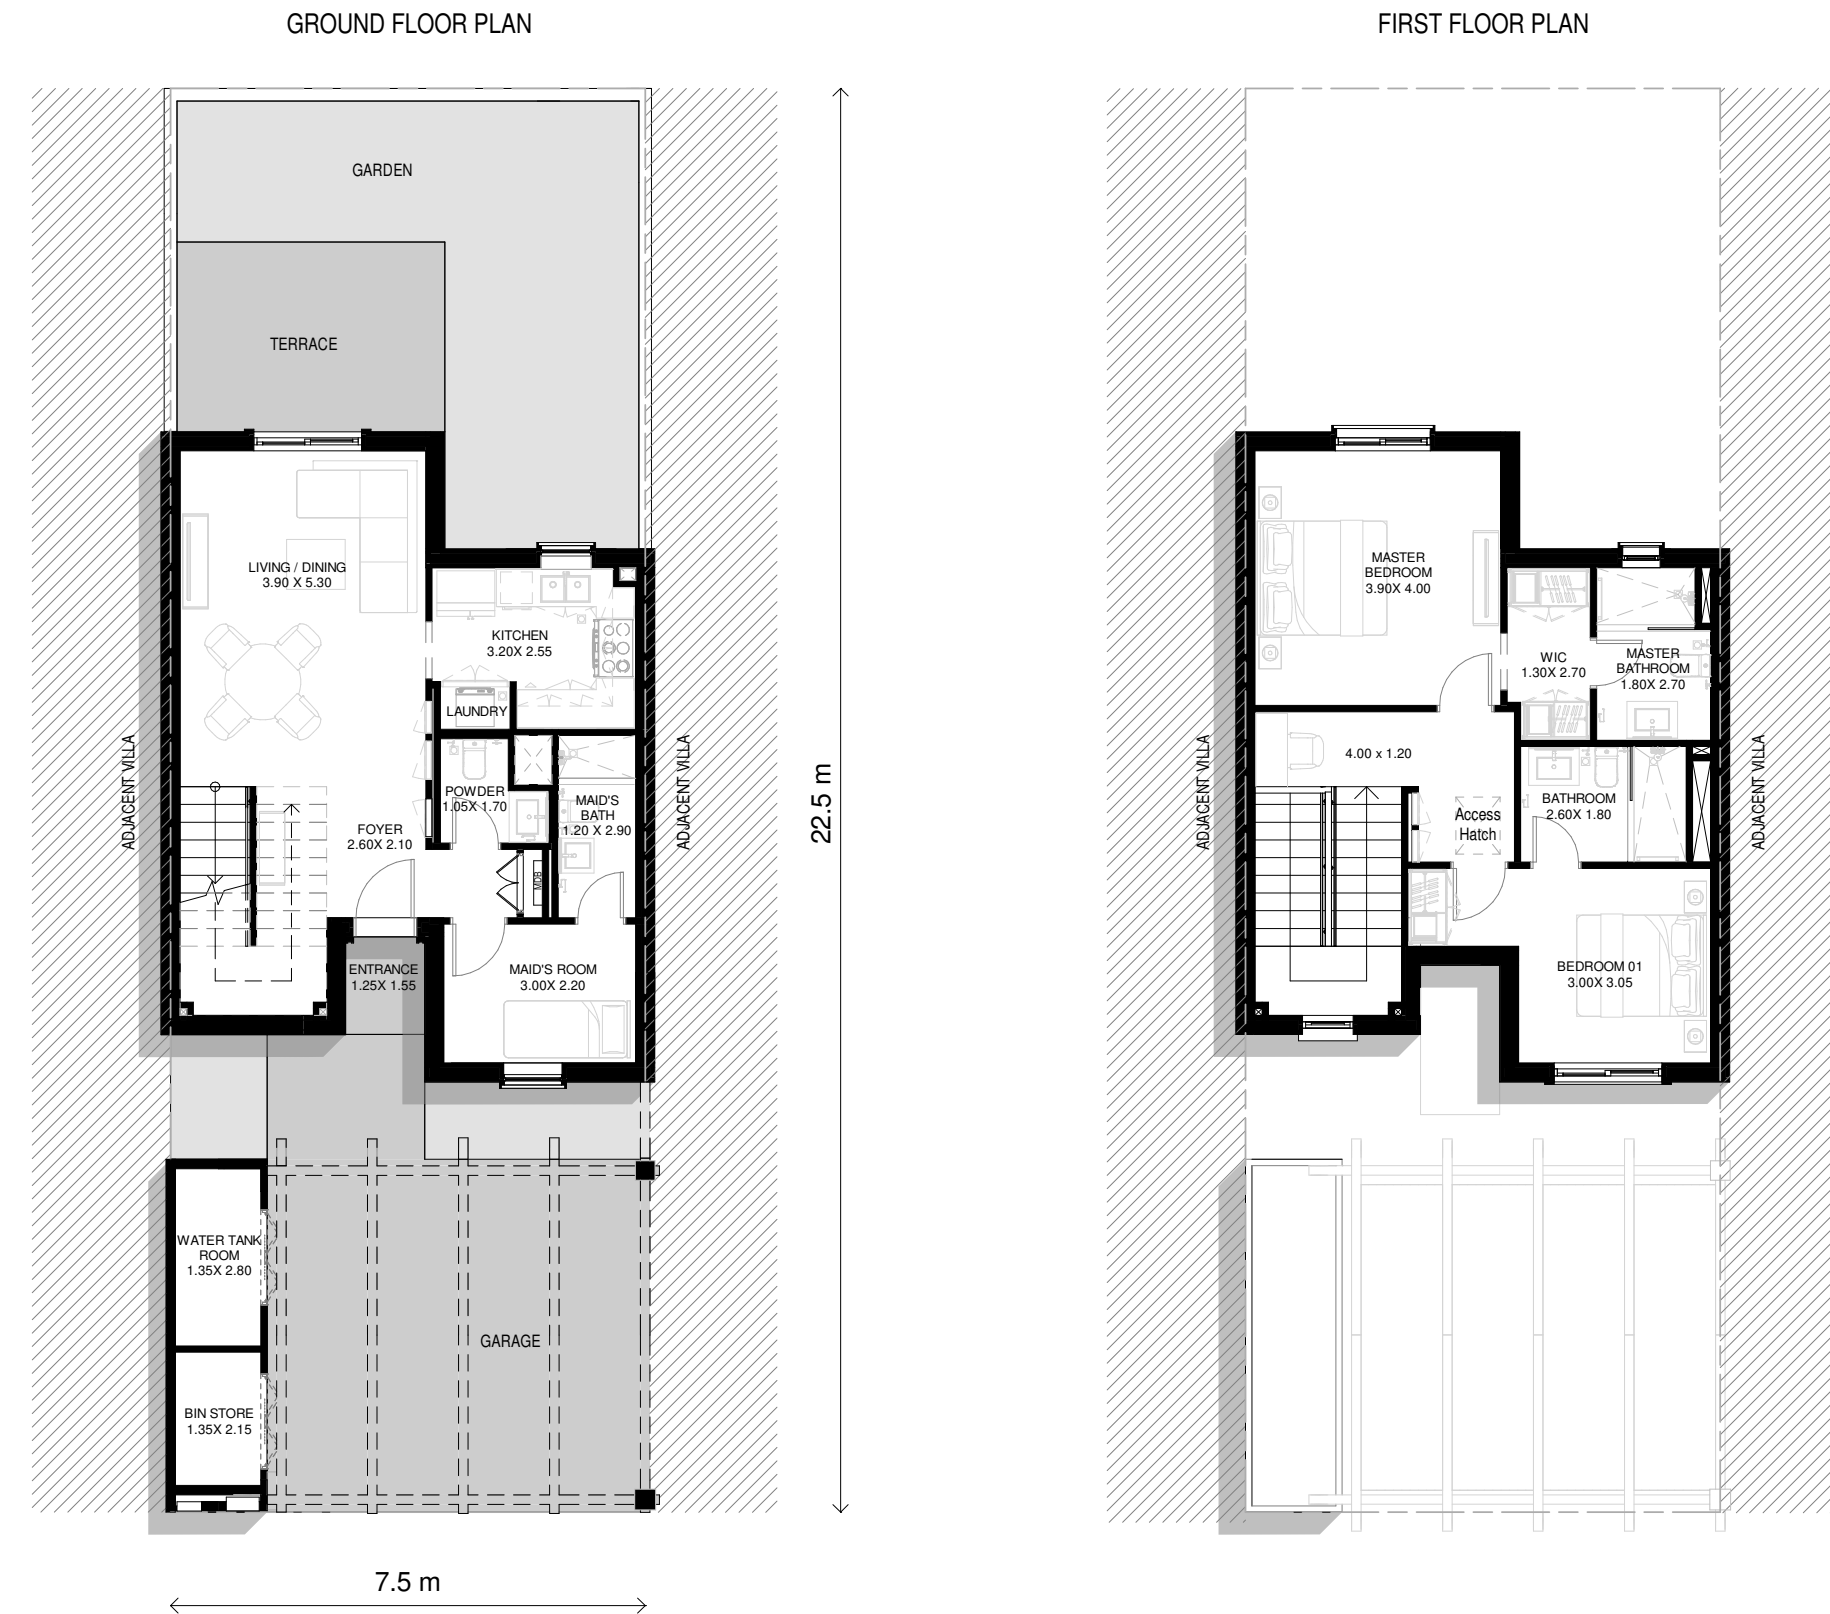 GROUND FLOOR PLAN
GARDEN
TERRACE
LIVING / DINING
3.90 X 5.30
KITCHEN
3.20X 2.55
LAUNDRY
POWDER
1.05X 1.70
MAID'S
BATH
1.20 X 2.90
FOYER
2.60X 2.10
MDB
ENTRANCE
1.25X 1.55
MAID'S ROOM
3.00X 2.20
ADJACENT VILLA
ADJACENT VILLA
WATER TANK
ROOM
1.35X 2.80
GARAGE
BIN STORE
1.35X 2.15
22.5 m
7.5 m
FIRST FLOOR PLAN
MASTER
BEDROOM
3.90X 4.00
WIC
1.30X 2.70
MASTER
BATHROOM
1.80X 2.70
4.00 x 1.20
Access
Hatch
BATHROOM
2.60X 1.80
BEDROOM 01
3.00X 3.05
ADJACENT VILLA
ADJACENT VILLA